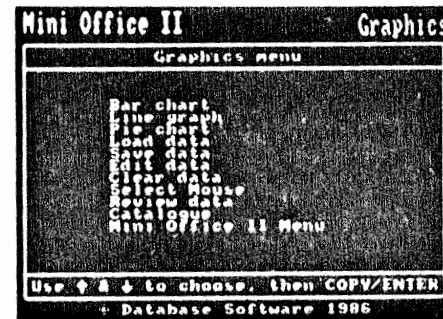 Mini Office II Graphics
Graphics menu
Bar chart
Line graph
Pie chart
Load data
Save data
Edit data
Clear data
Select Mouse
Review data
Catalogue
Mini Office II Menu
Use ↑ & ↓ to choose, then COPY/ENTER
Database Software 1986